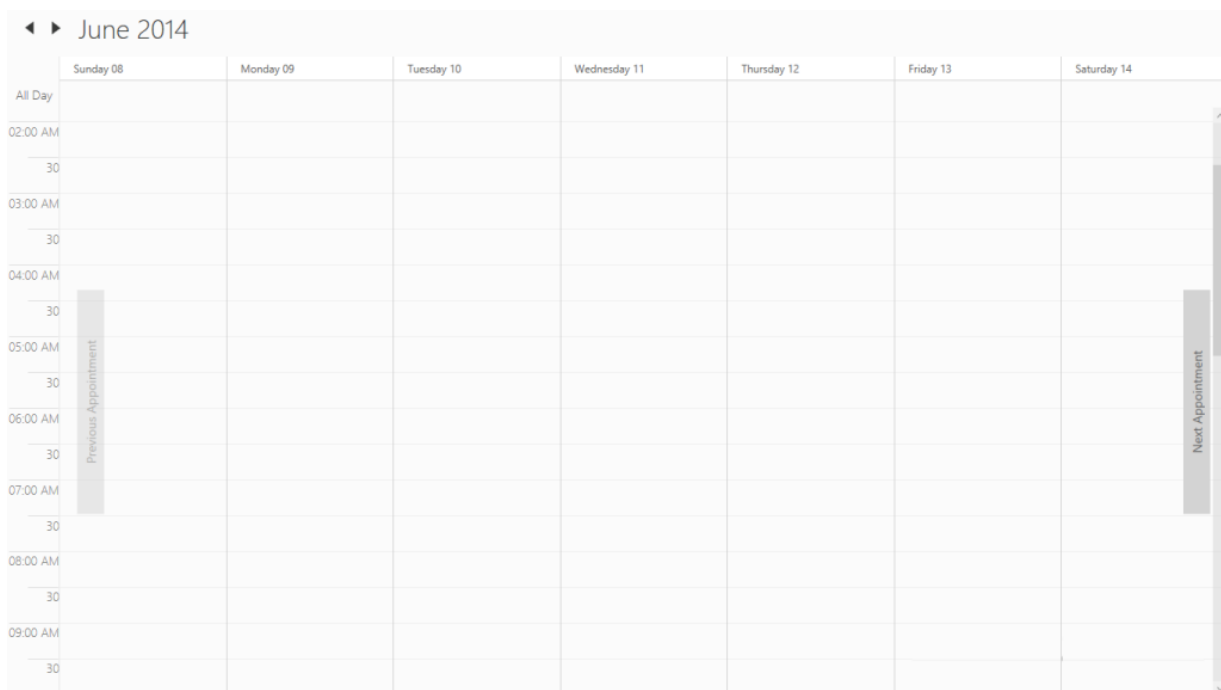 June 2014
Sunday 08 Monday 09 Tuesday 10 Wednesday 11 Thursday 12 Friday 13 Saturday 14
All Day
02:00 AM
30
03:00 AM
30
04:00 AM
30
05:00 AM
30
06:00 AM
30
07:00 AM
30
08:00 AM
30
09:00 AM
30
Previous Appointment
Next Appointment